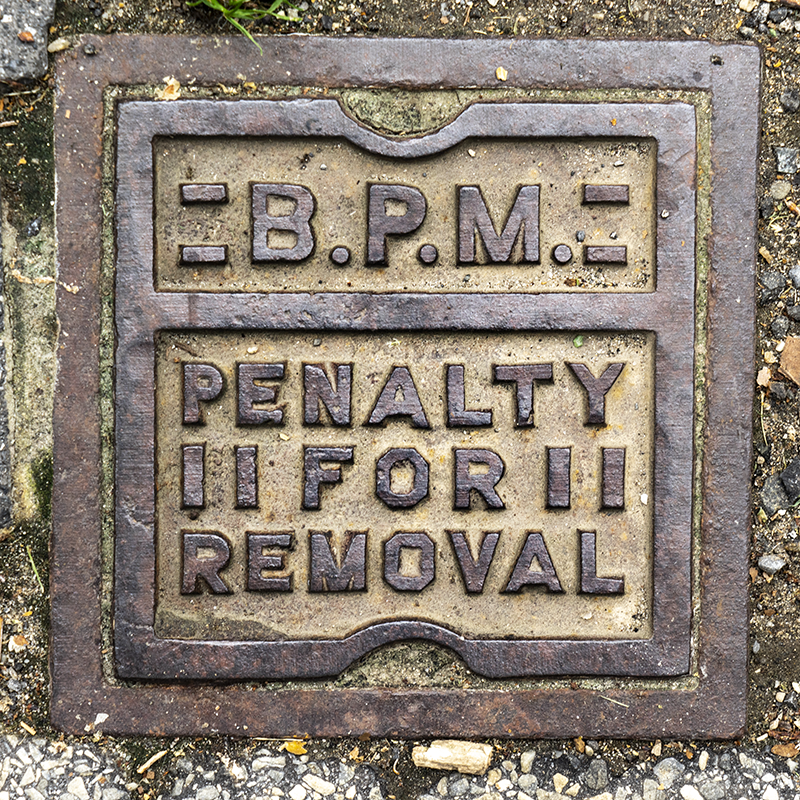 B.P.M.
PENALTY
FOR
REMOVAL